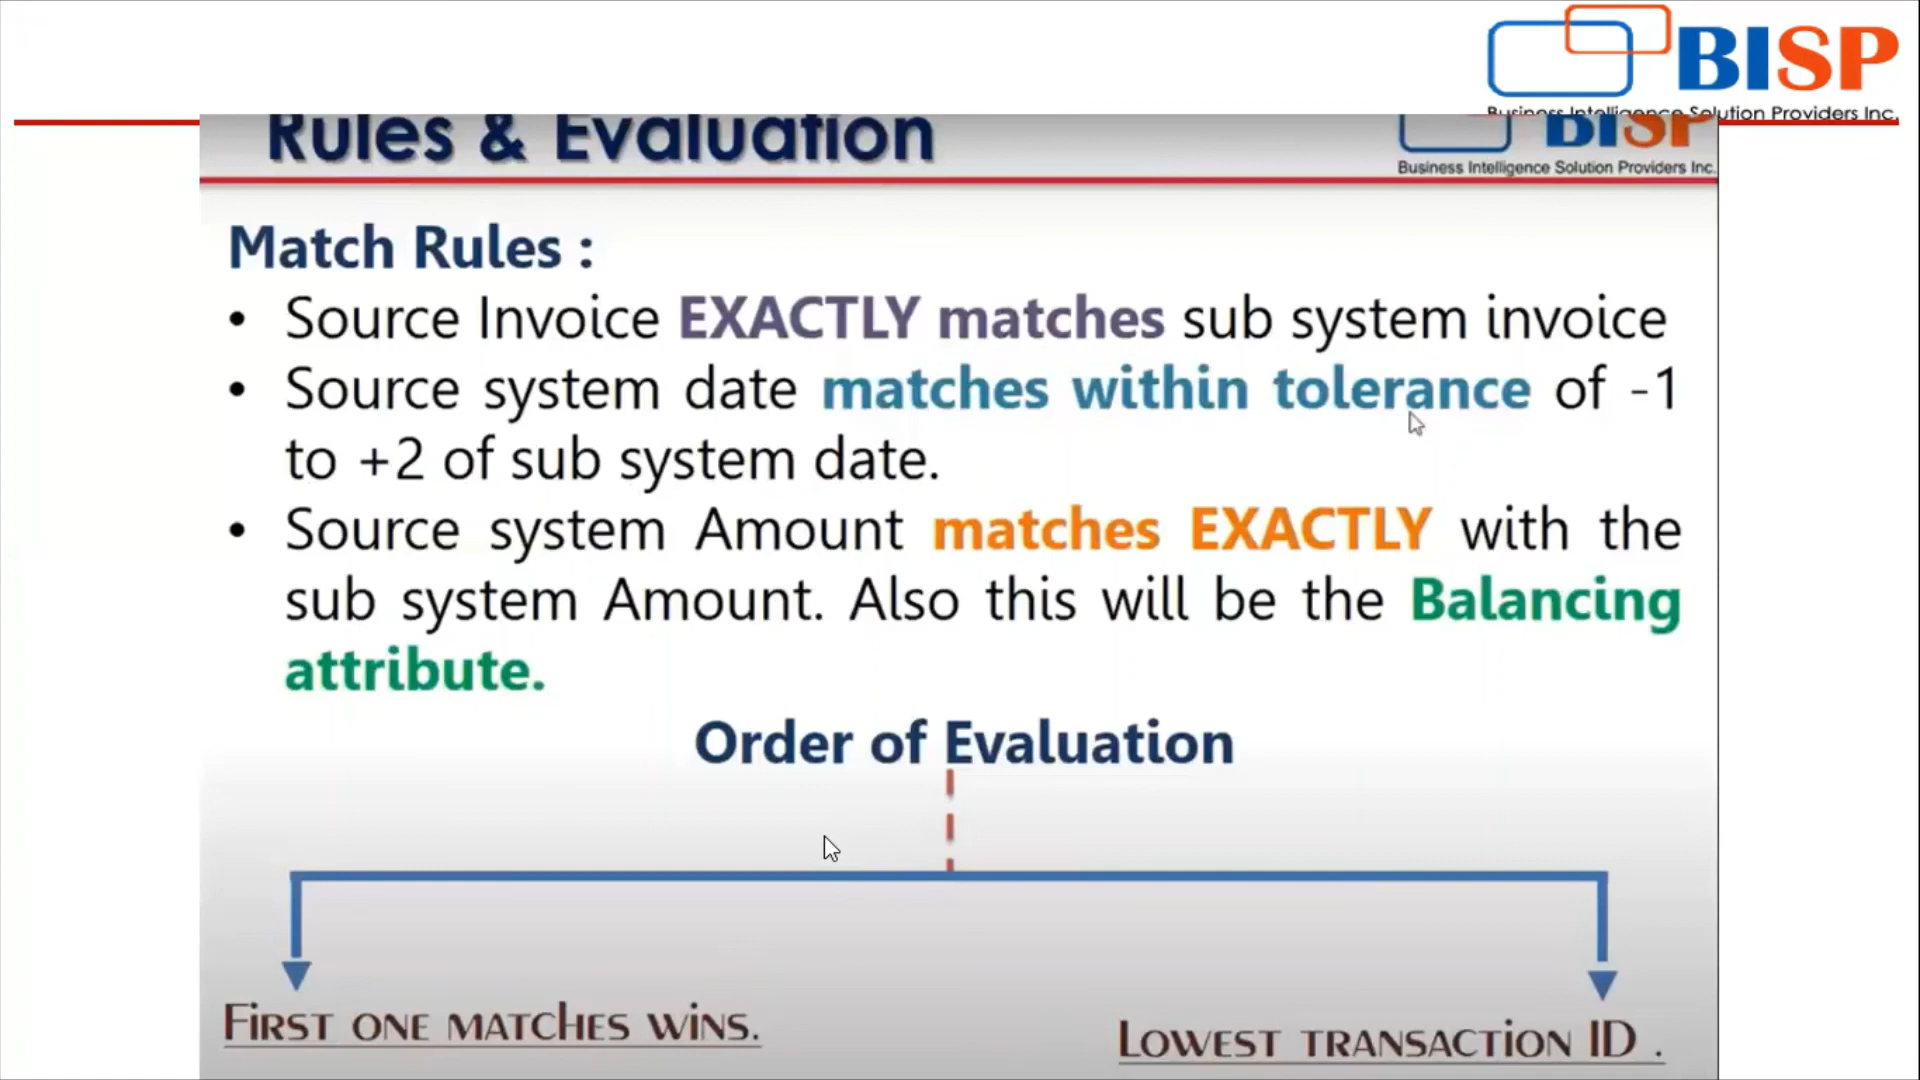 BISP
Business Intelligence Solution Providers Inc.
Rules & Evaluation
BISP
Business Intelligence Solution Providers Inc.
Match Rules :
• Source Invoice EXACTLY matches sub system invoice
• Source system date matches within tolerance of -1
to +2 of sub system date.
• Source system Amount matches EXACTLY with the
sub system Amount. Also this will be the Balancing
attribute.
Order of Evaluation
First one matches wins.
Lowest transaction ID .